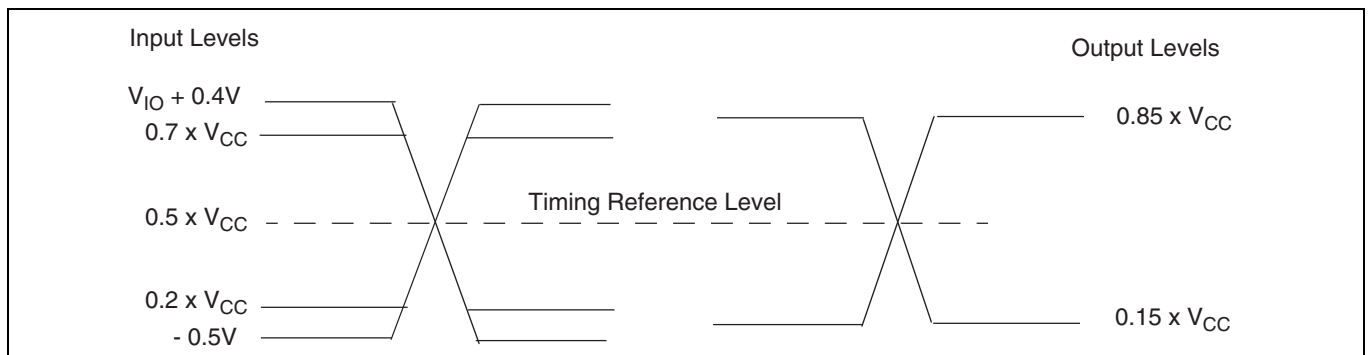 Input Levels
Output Levels
V_IO + 0.4V
0.7 x V_CC
0.85 x V_CC
Timing Reference Level
0.5 x V_CC
0.2 x V_CC
- 0.5V
0.15 x V_CC